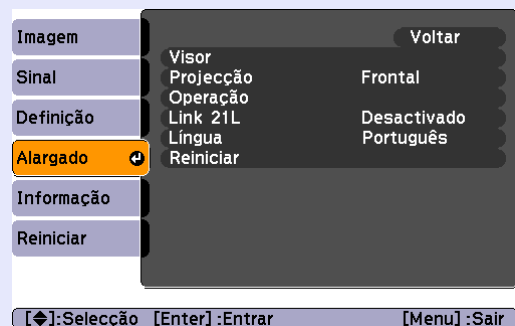 Imagem
Sinal
Definição
Alargado
Informação
Reiniciar
Voltar
Visor
Projecção Frontal
Operação
Link 21L Desactivado
Língua Português
Reiniciar
[◆]:Selecção [Enter] :Entrar [Menu] :Sair